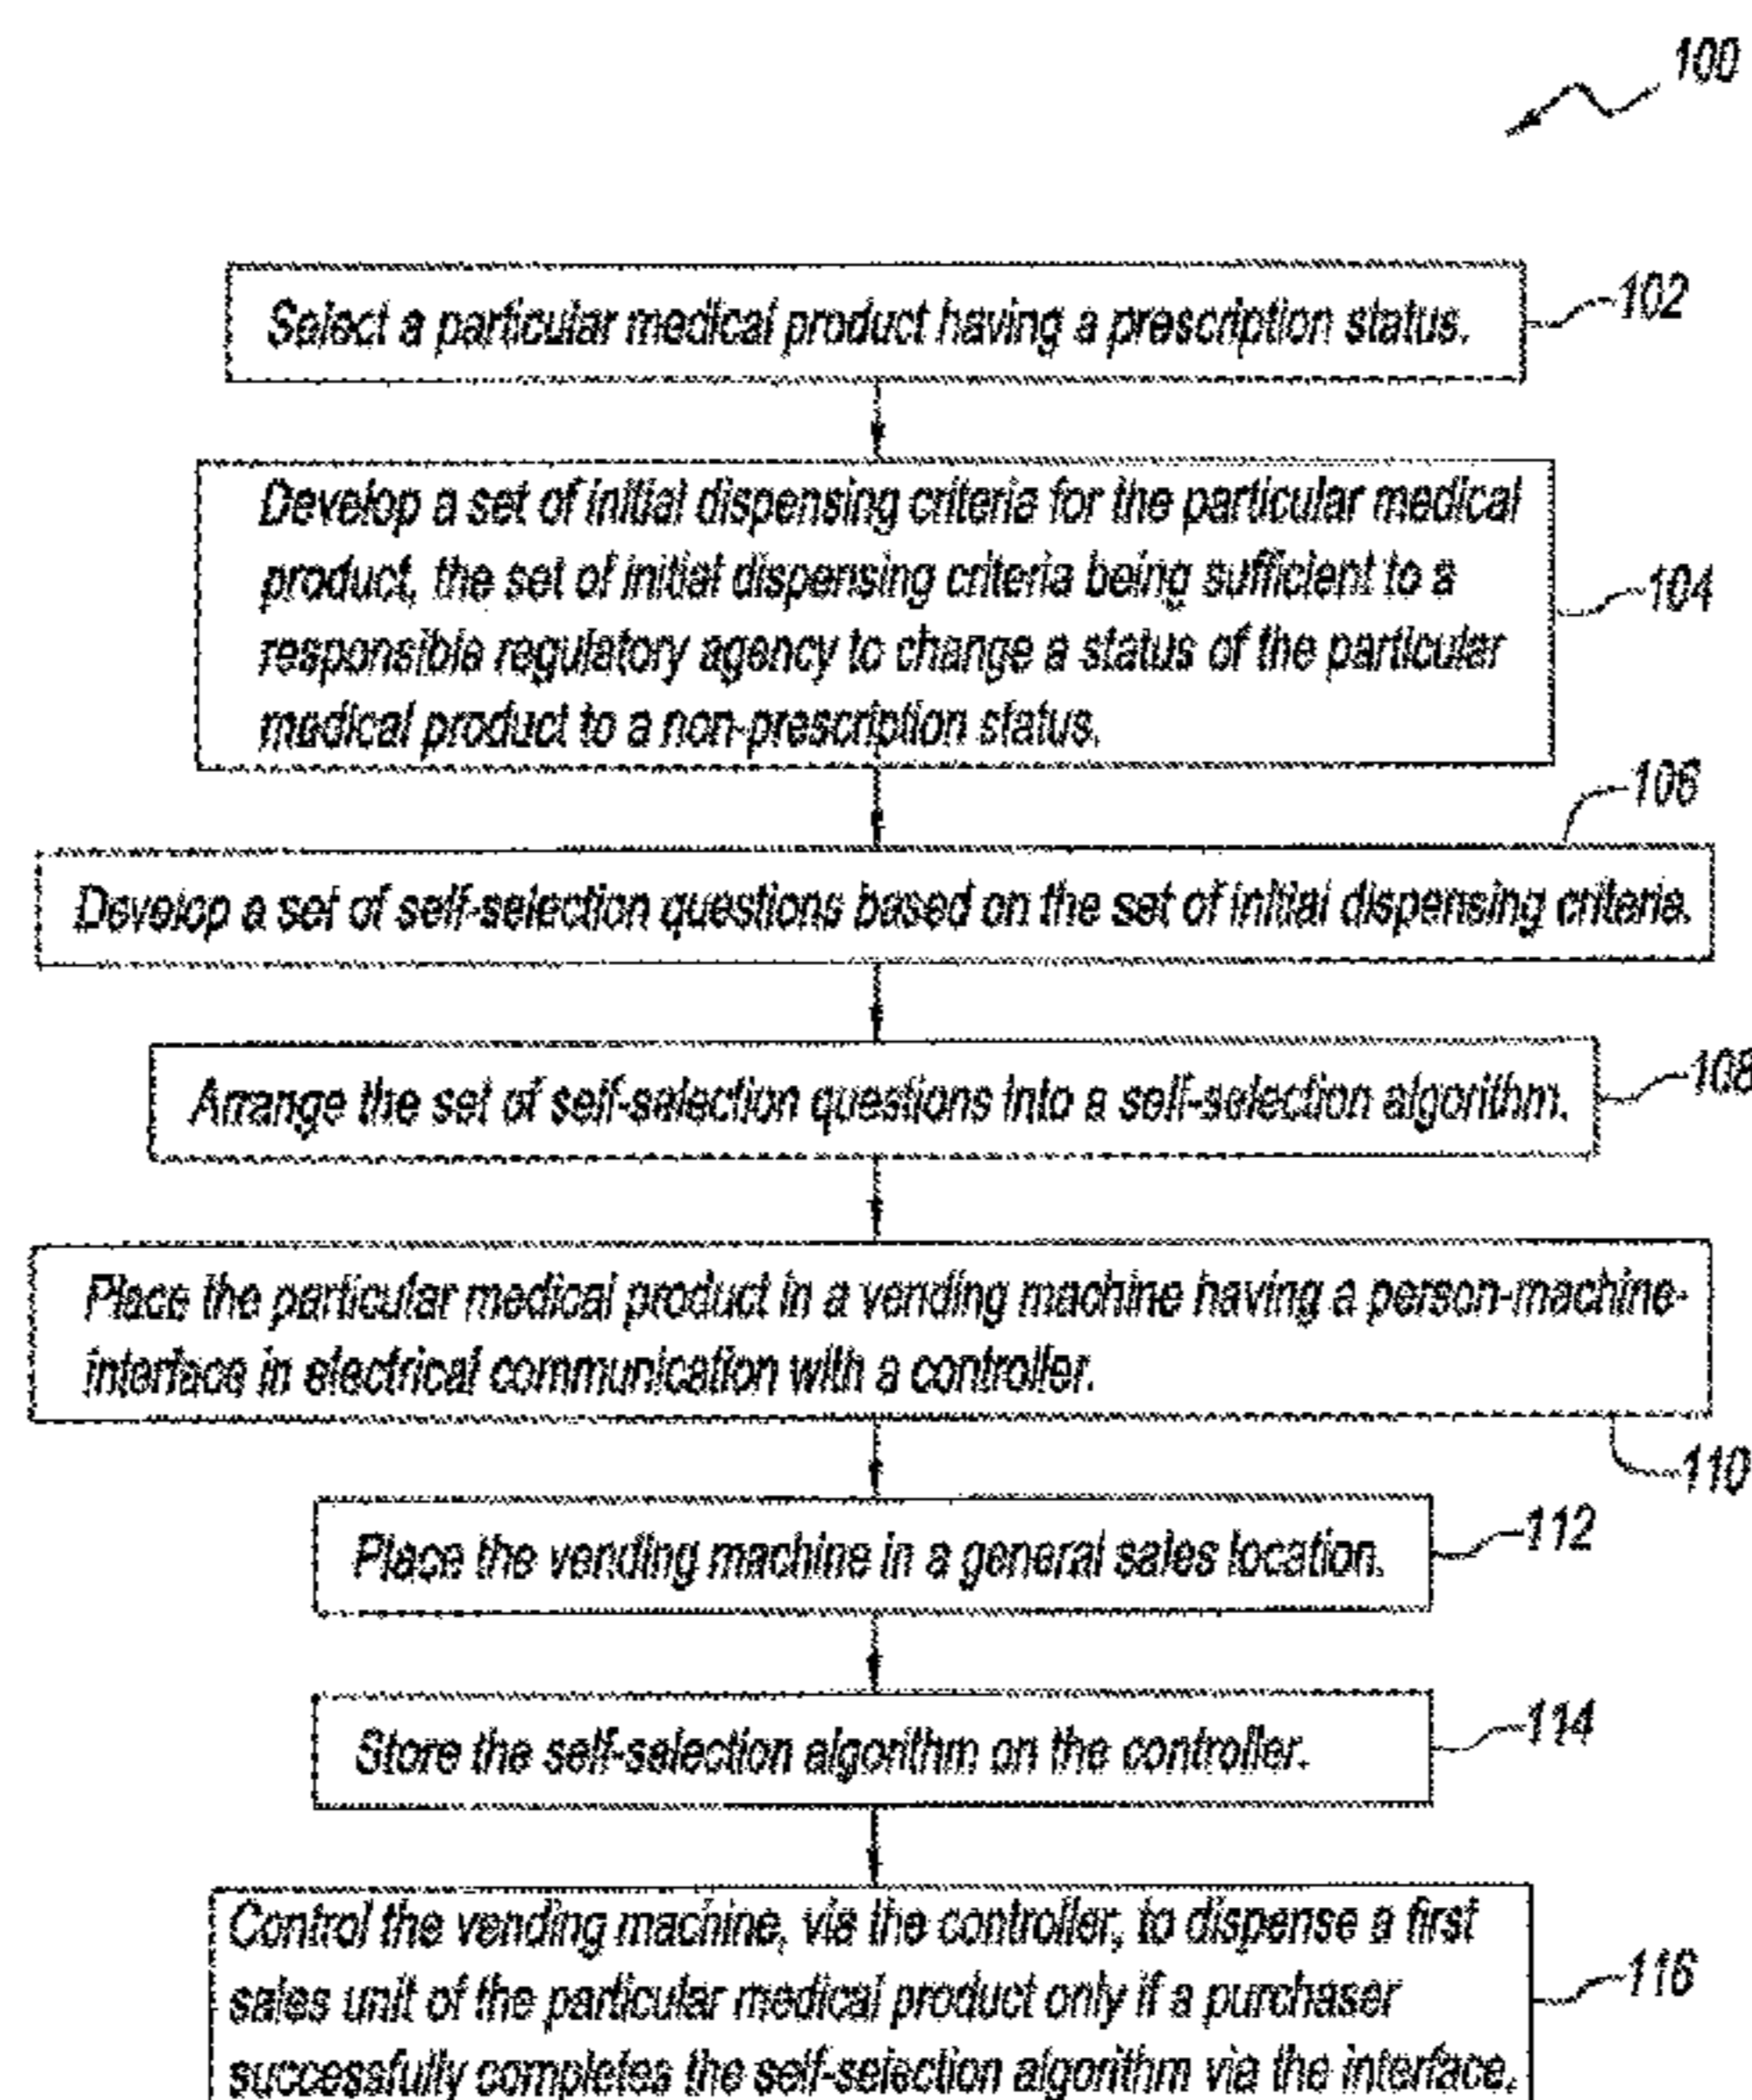 100
Select a particular medical product having a prescription status.
102
Develop a set of initial dispensing criteria for the particular medical
product, the set of initial dispensing criteria being sufficient to a
responsible regulatory agency to change a status of the particular
medical product to a non-prescription status.
104
106
Develop a set of self-selection questions based on the set of initial dispensing criteria.
Arrange the set of self-selection questions into a self-selection algorithm.
108
Place the particular medical product in a vending machine having a person-machine-
interface in electrical communication with a controller.
110
Place the vending machine in a general sales location.
112
Store the self-selection algorithm on the controller.
114
Control the vending machine, via the controller, to dispense a first
sales unit of the particular medical product only if a purchaser
successfully completes the self-selection algorithm via the interface.
116